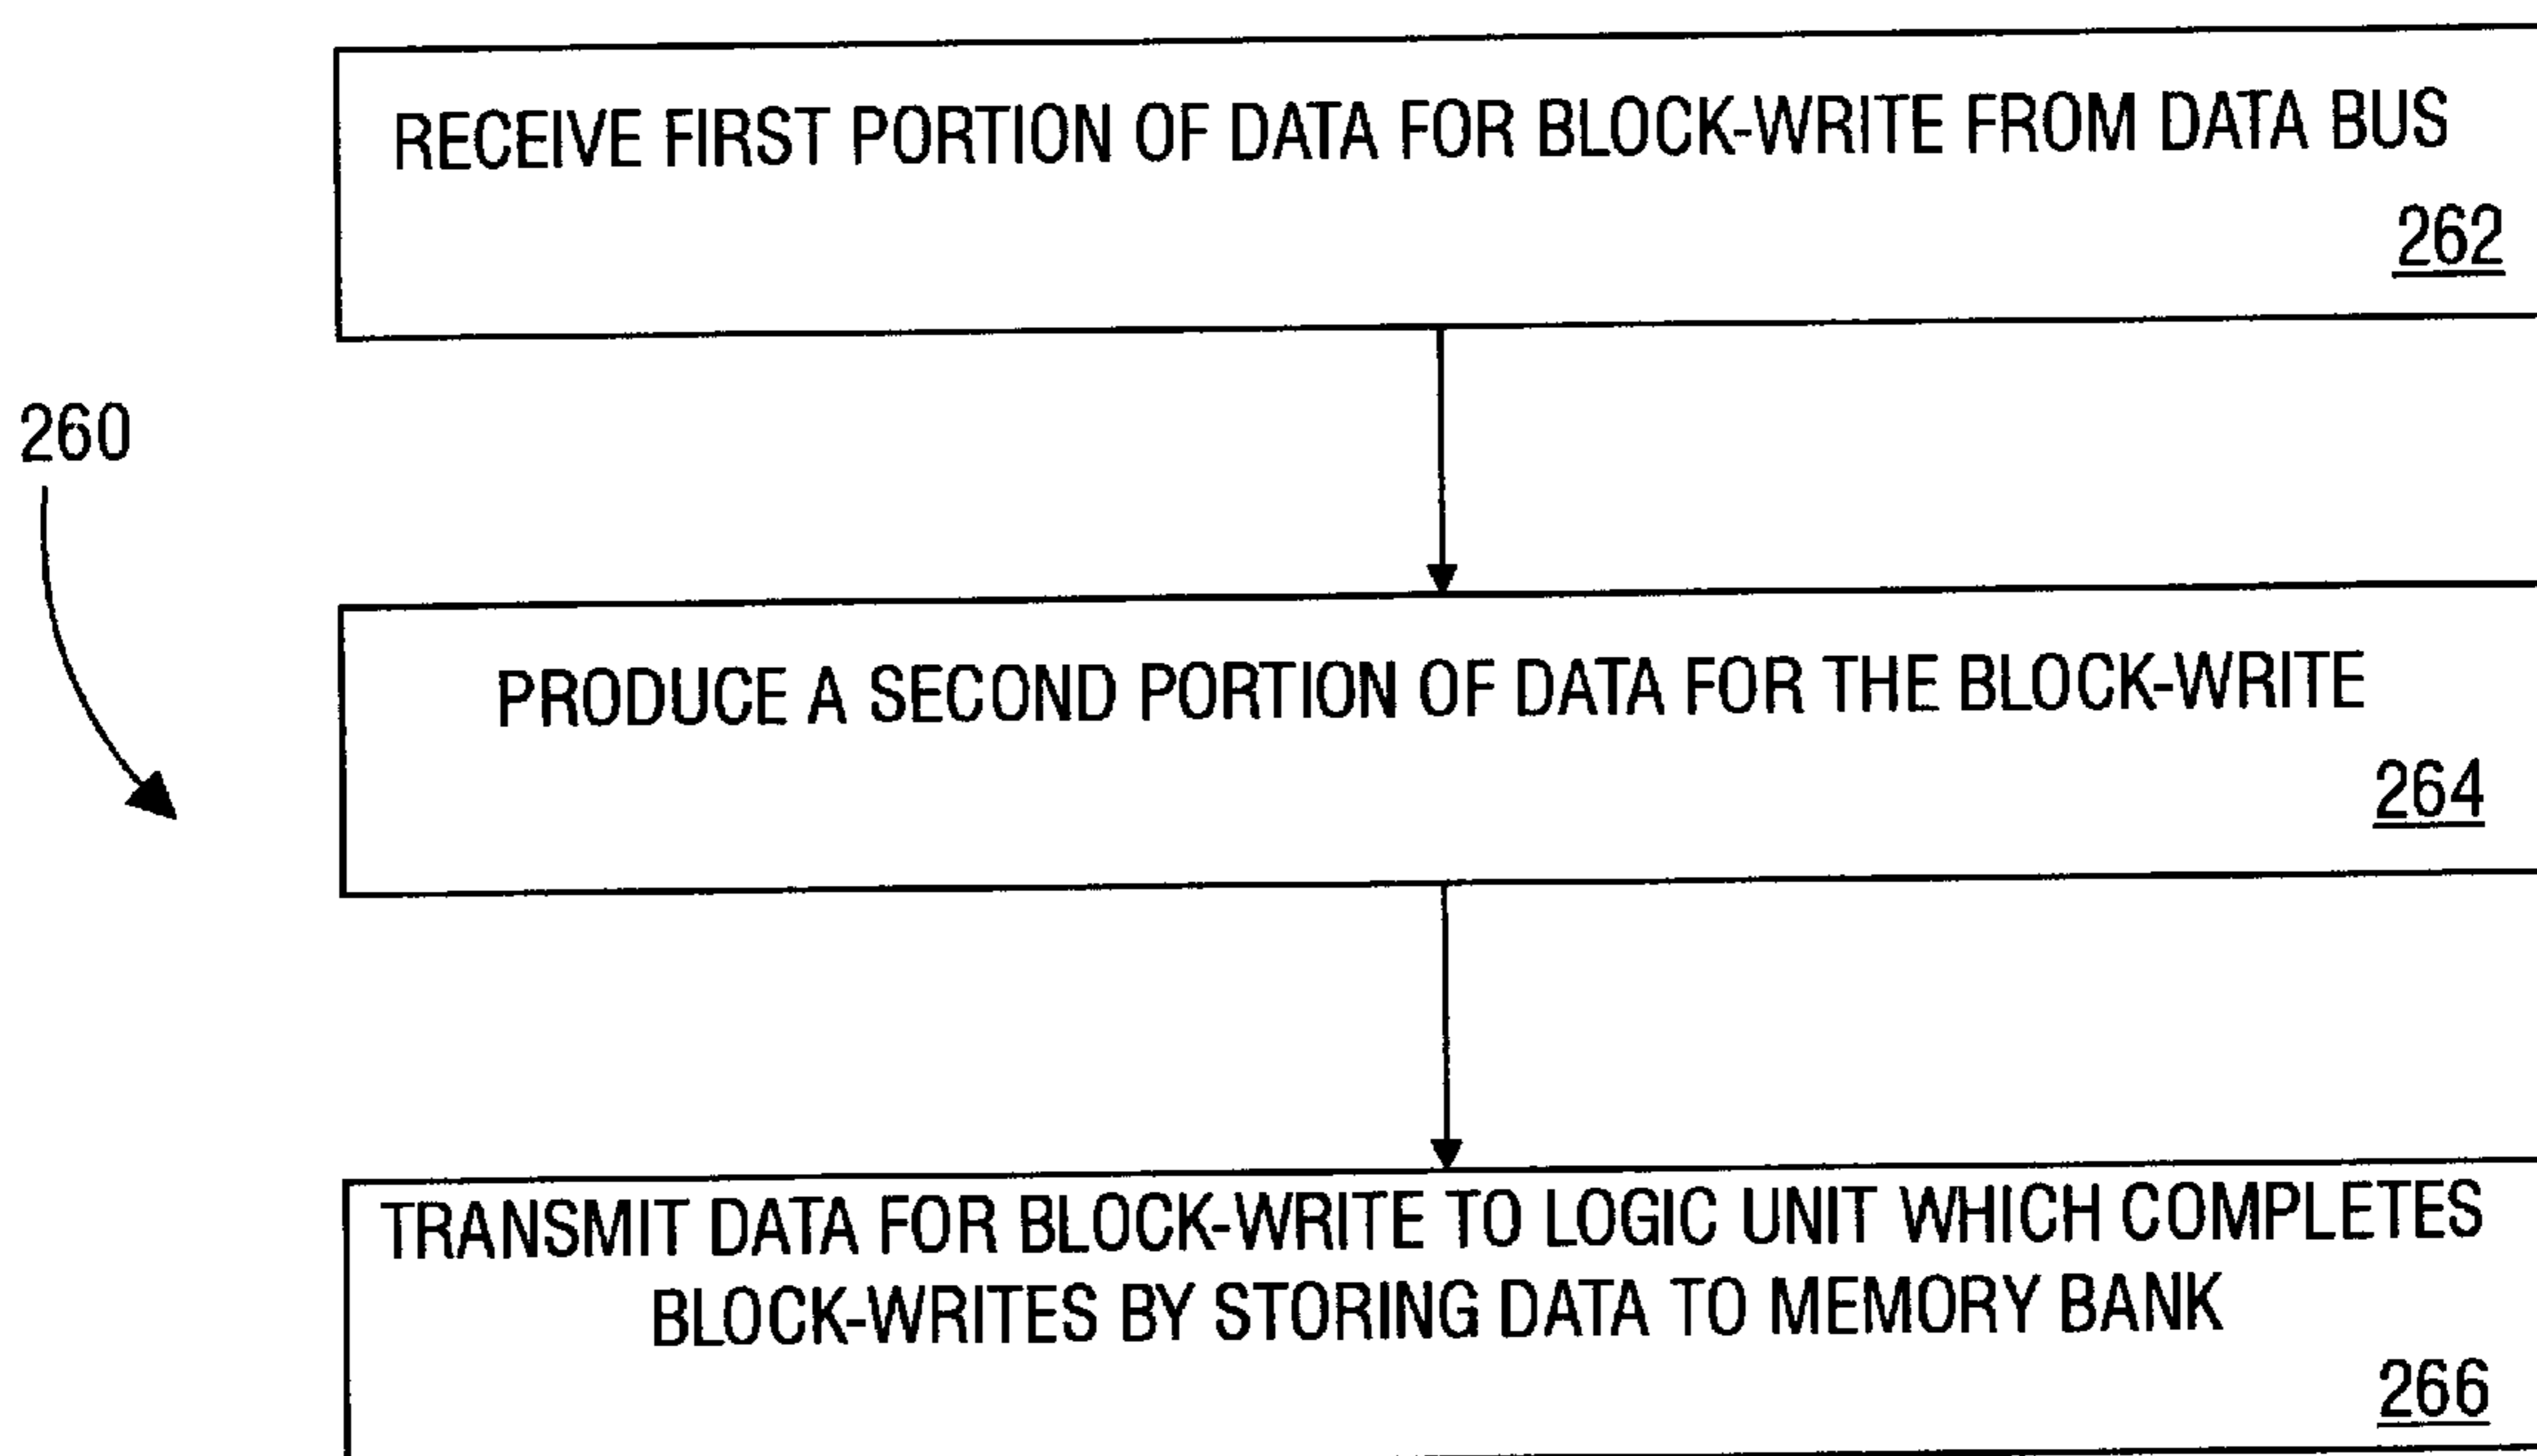 RECEIVE FIRST PORTION OF DATA FOR BLOCK-WRITE FROM DATA BUS
262
260
PRODUCE A SECOND PORTION OF DATA FOR THE BLOCK-WRITE
264
TRANSMIT DATA FOR BLOCK-WRITE TO LOGIC UNIT WHICH COMPLETES
BLOCK-WRITES BY STORING DATA TO MEMORY BANK
266